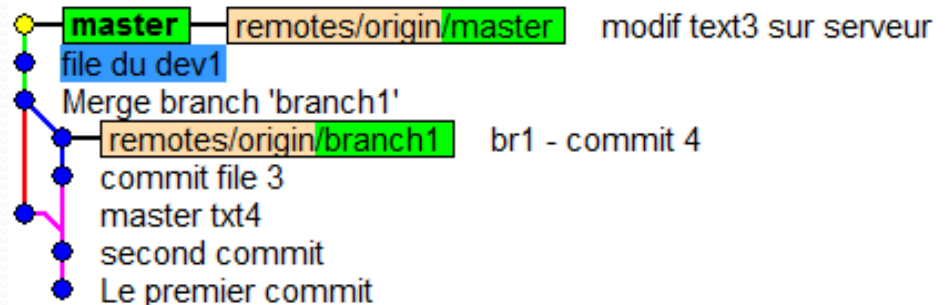 master remotes/origin/master modif text3 sur serveur
file du dev1
Merge branch 'branch1'
remotes/origin/branch1 br1 - commit 4
commit file 3
master txt4
second commit
Le premier commit